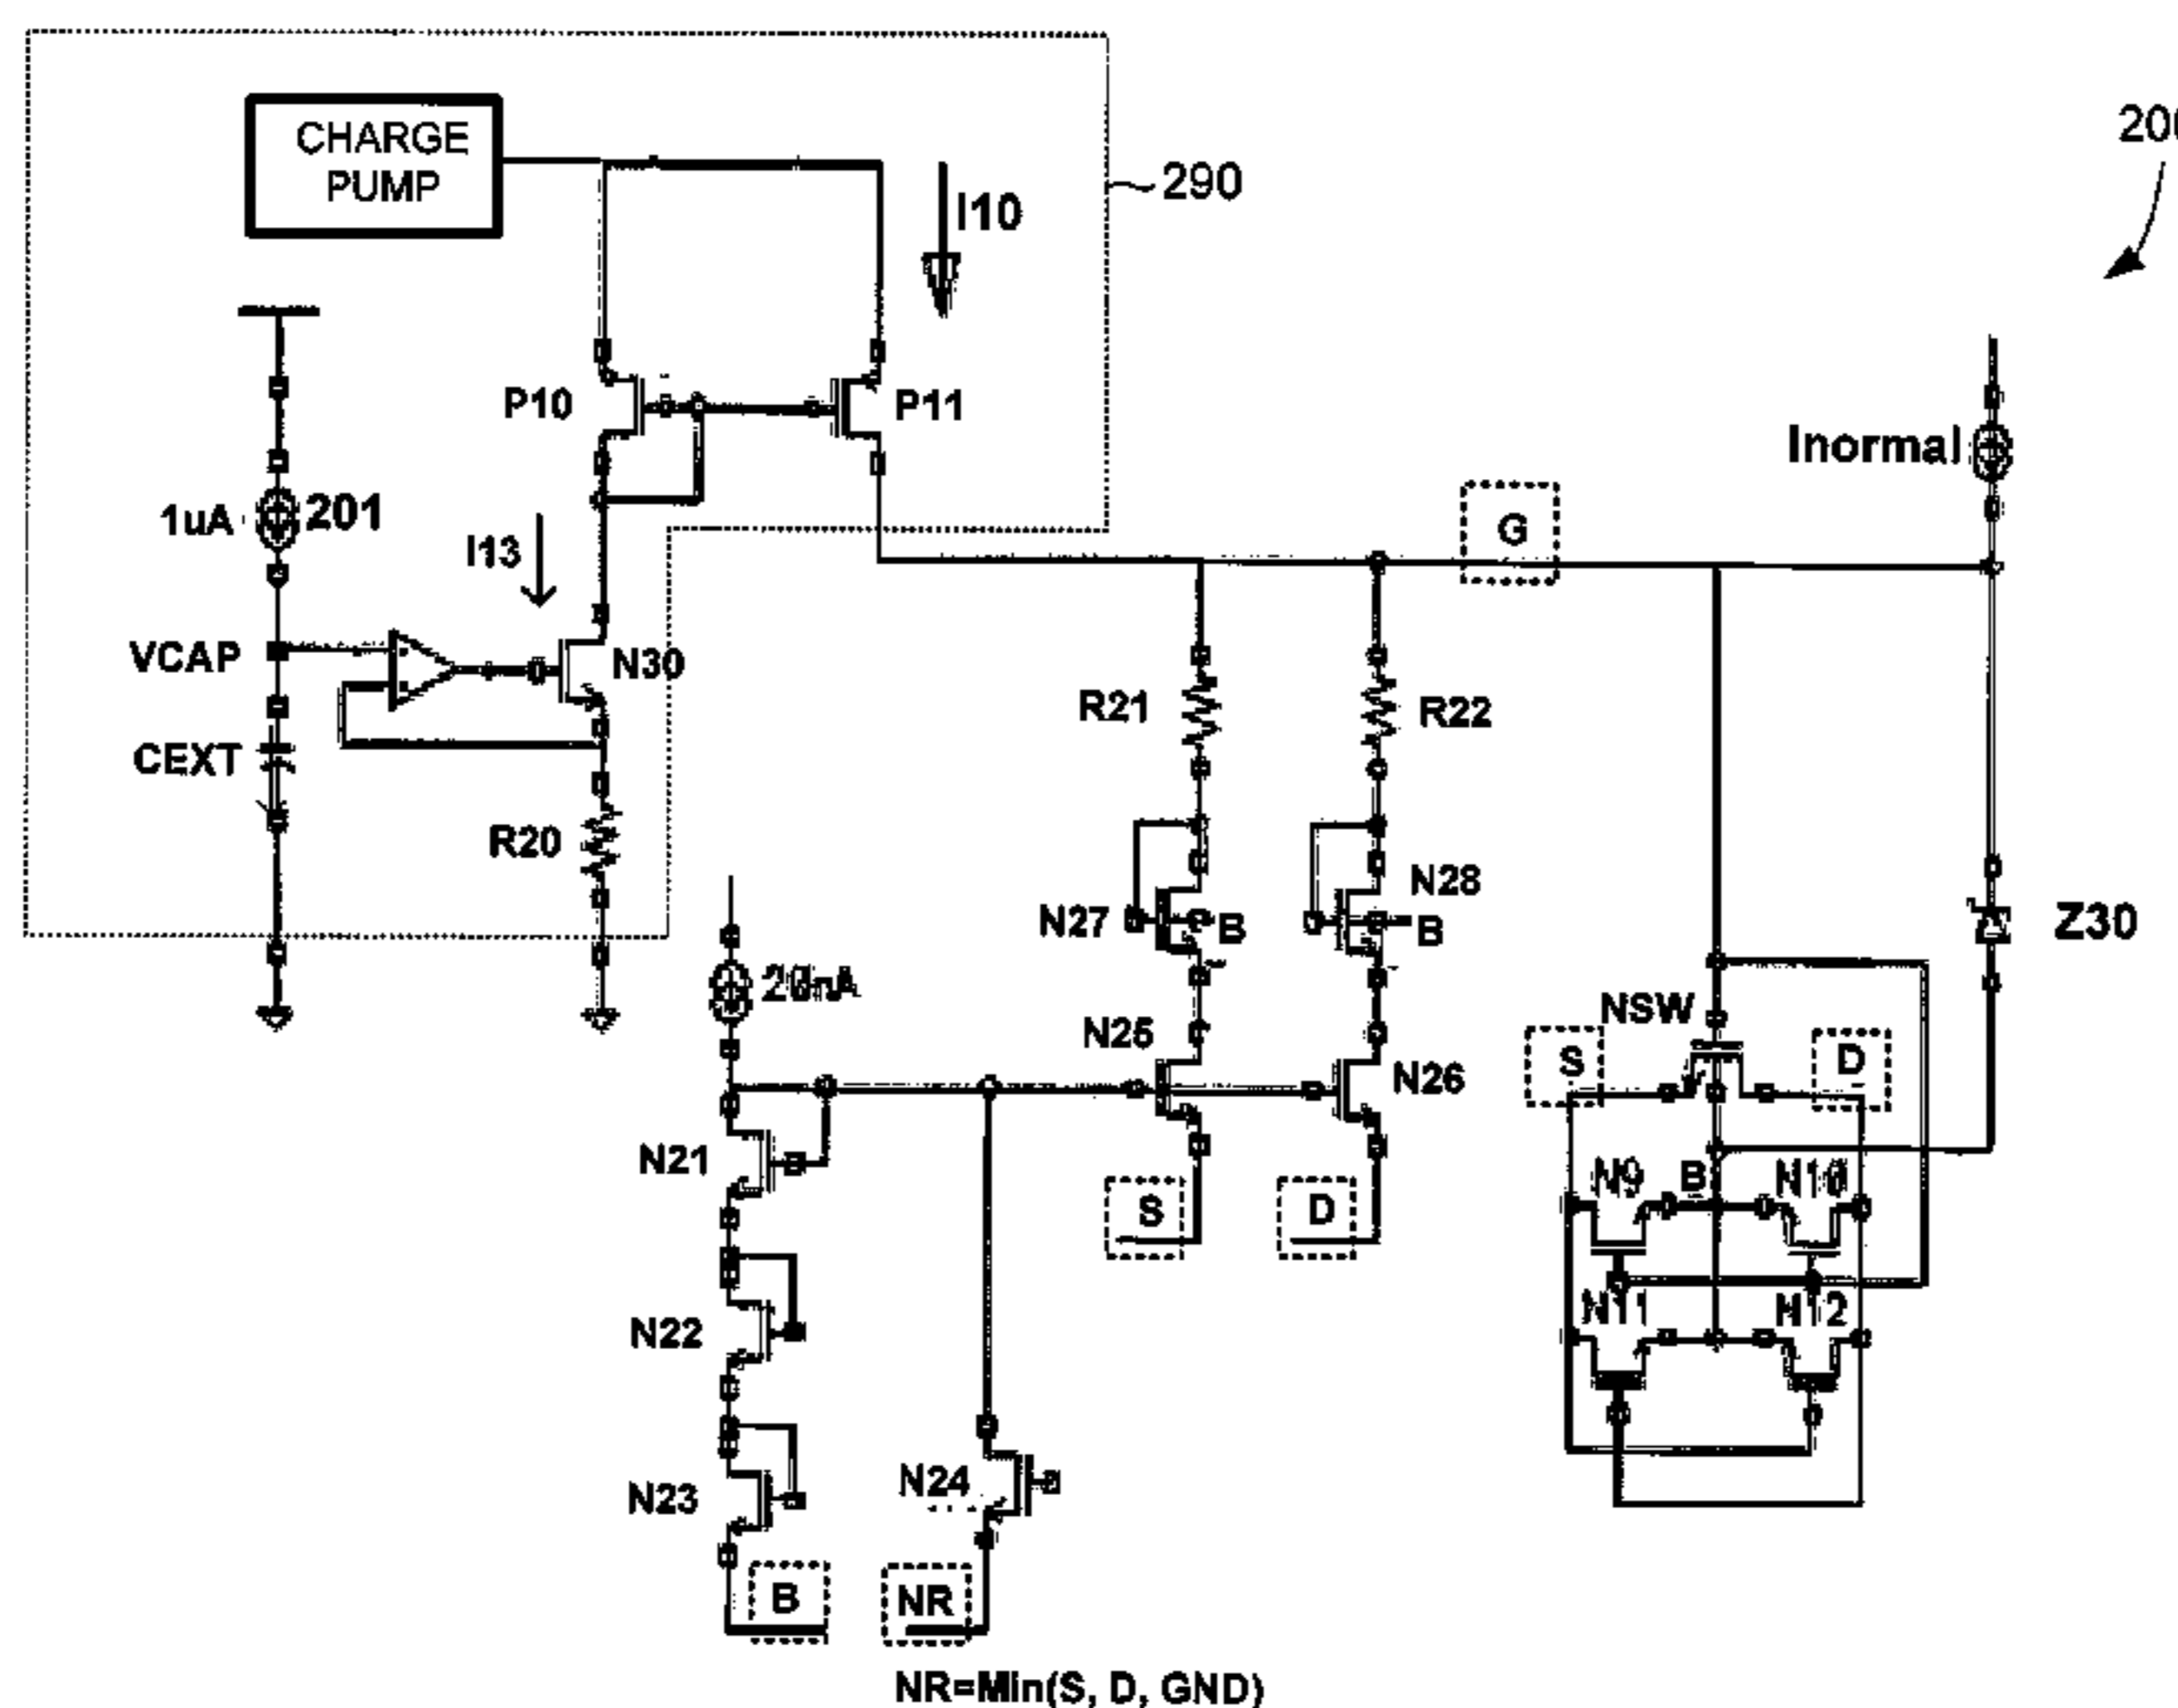 CHARGE
PUMP
200
290
I10
P10
P11
Inormal
1uA
201
G
I13
VCAP
N30
R21
R22
CEXT
R20
N28
N27
B
B
Z30
NSW
N25
S
D
N26
N21
N9
B
N10
S
D
N11
N12
N22
N24
N23
B
NR
NR=Min(S, D, GND)